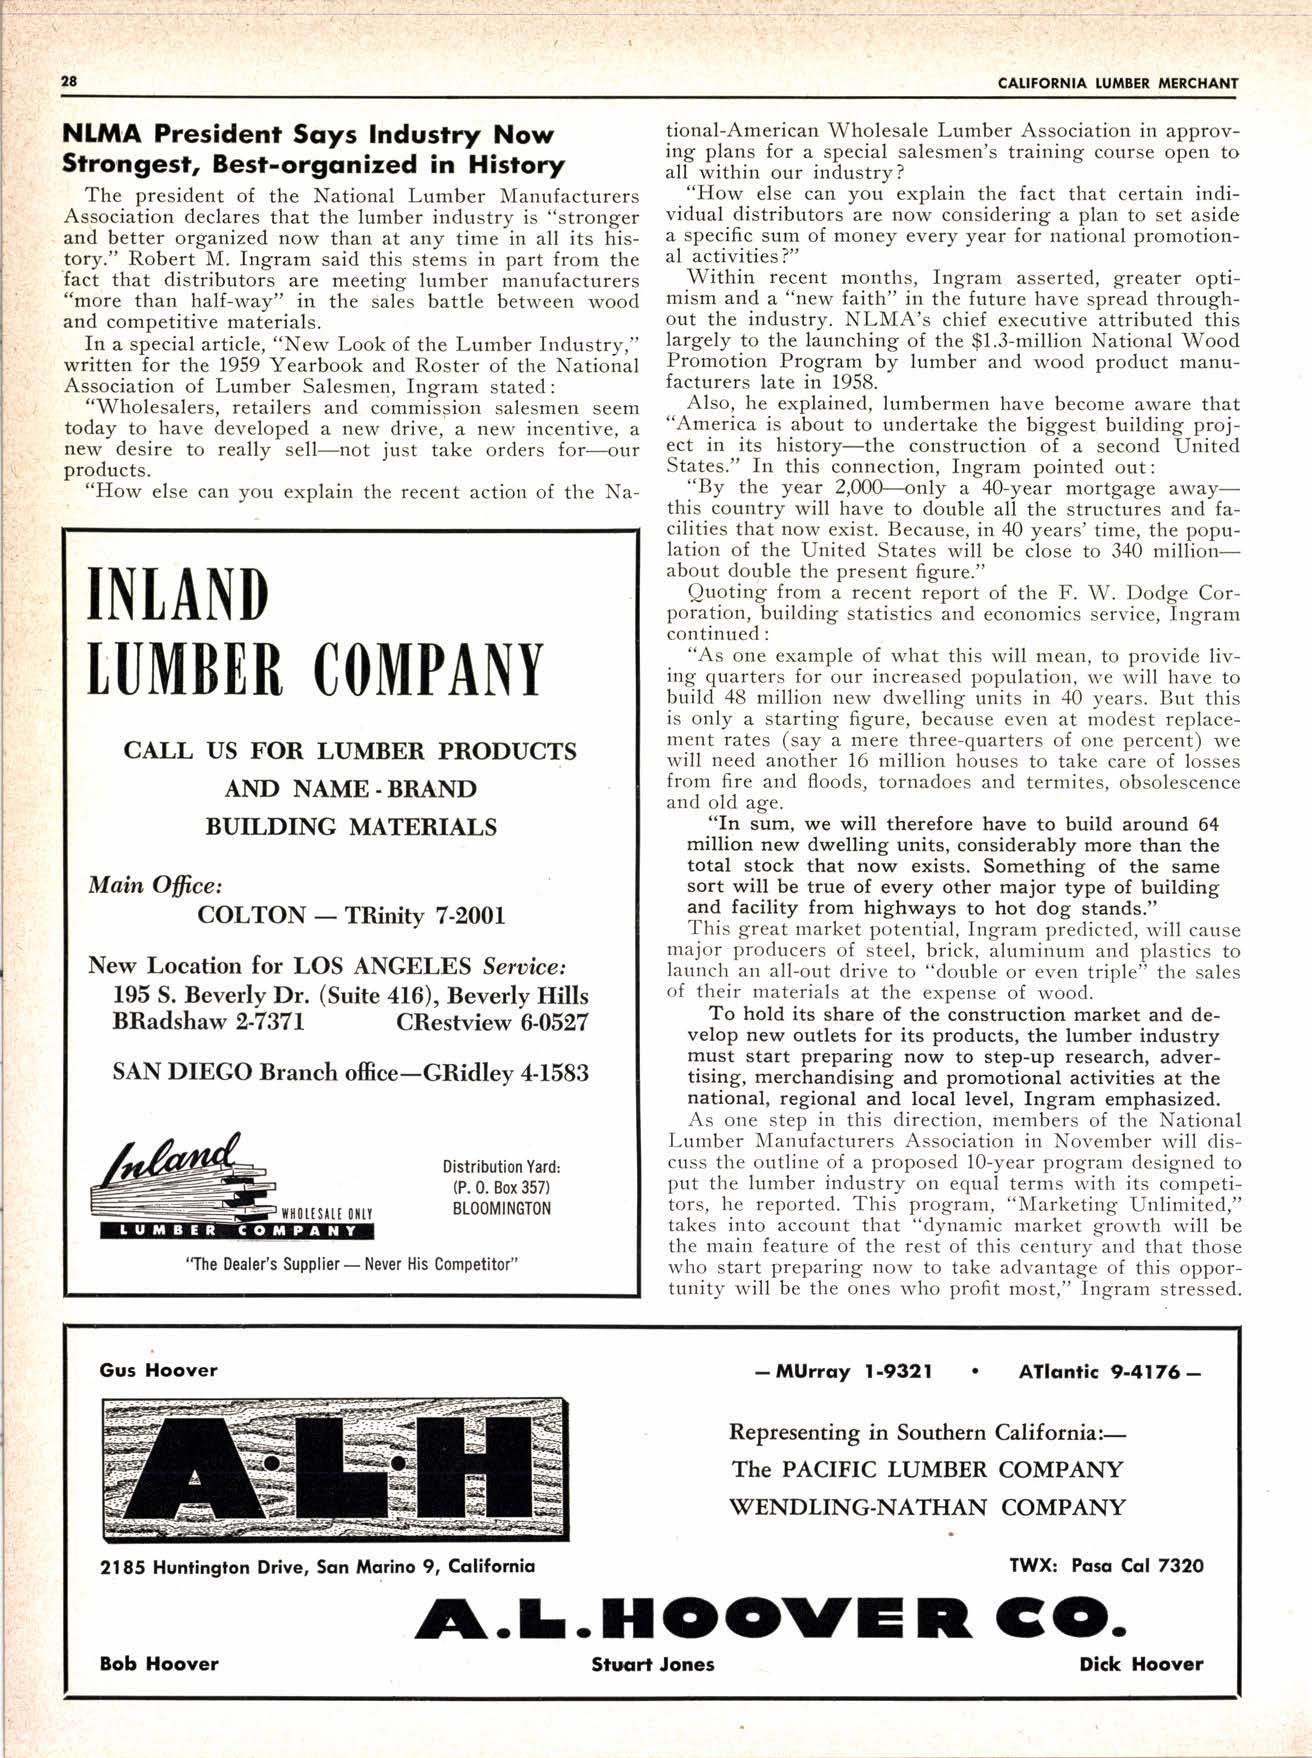 28
CALIFORNIA LUMBER MERCHANT
NLMA President Says Industry Now
Strongest, Best-organized in History
The president of the National Lumber Manufacturers
Association declares that the lumber industry is “stronger
and better organized now than at any time in all its his-
tory.” Robert M. Ingram said this stems in part from the
fact that distributors are meeting lumber manufacturers
“more than half-way” in the sales battle between wood
and competitive materials.
In a special article, “New Look of the Lumber Industry,”
written for the 1959 Yearbook and Roster of the National
Association of Lumber Salesmen, Ingram stated:
“Wholesalers, retailers and commission salesmen seem
today to have developed a new drive, a new incentive, a
new desire to really sell—not just take orders for—our
products.
“How else can you explain the recent action of the Na-
tional-American Wholesale Lumber Association in approv-
ing plans for a special salesmen's training course open to
all within our industry?
“How else can you explain the fact that certain indi-
vidual distributors are now considering a plan to set aside
a specific sum of money every year for national promotion-
al activities?”
Within recent months, Ingram asserted, greater opti-
mism and a “new faith” in the future have spread through-
out the industry. NLMA's chief executive attributed this
largely to the launching of the $1.3-million National Wood
Promotion Program by lumber and wood product manu-
facturers late in 1958.
Also, he explained, lumbermen have become aware that
“America is about to undertake the biggest building proj-
ect in its history—the construction of a second United
States.” In this connection, Ingram pointed out:
“By the year 2,000—only a 40-year mortgage away—
this country will have to double all the structures and fa-
cilities that now exist. Because, in 40 years' time, the popu-
lation of the United States will be close to 340 million—
about double the present figure.”
Quoting from a recent report of the F. W. Dodge Cor-
poration, building statistics and economics service, Ingram
continued:
“As one example of what this will mean, to provide liv-
ing quarters for our increased population, we will have to
build 48 million new dwelling units in 40 years. But this
is only a starting figure, because even at modest replace-
ment rates (say a mere three-quarters of one percent) we
will need another 16 million houses to take care of losses
from fire and floods, tornadoes and termites, obsolescence
and old age.
“In sum, we will therefore have to build around 64
million new dwelling units, considerably more than the
total stock that now exists. Something of the same
sort will be true of every other major type of building
and facility from highways to hot dog stands.”
This great market potential, Ingram predicted, will cause
major producers of steel, brick, aluminum and plastics to
launch an all-out drive to “double or even triple” the sales
of their materials at the expense of wood.
To hold its share of the construction market and de-
velop new outlets for its products, the lumber industry
must start preparing now to step-up research, adver-
tising, merchandising and promotional activities at the
national, regional and local level, Ingram emphasized.
As one step in this direction, members of the National
Lumber Manufacturers Association in November will dis-
cuss the outline of a proposed 10-year program designed to
put the lumber industry on equal terms with its competi-
tors, he reported. This program, “Marketing Unlimited,”
takes into account that “dynamic market growth will be
the main feature of the rest of this century and that those
who start preparing now to take advantage of this oppor-
tunity will be the ones who profit most,” Ingram stressed.
INLAND
LUMBER COMPANY
CALL US FOR LUMBER PRODUCTS
AND NAME - BRAND
BUILDING MATERIALS
Main Office:
COLTON — TRinity 7-2001
New Location for LOS ANGELES Service:
195 S. Beverly Dr. (Suite 416), Beverly Hills
BRadshaw 2-7371 CRestview 6-0527
SAN DIEGO Branch office—GRidley 4-1583
Inland
WHOLESALE ONLY
LUMBER COMPANY
Distribution Yard:
(P. O. Box 357)
BLOOMINGTON
“The Dealer's Supplier — Never His Competitor”
Gus Hoover
— MUrray 1-9321 • ATlantic 9-4176 —
A·L·H
Representing in Southern California:—
The PACIFIC LUMBER COMPANY
WENDLING-NATHAN COMPANY
2185 Huntington Drive, San Marino 9, California
TWX: Pasa Cal 7320
A.L.HOOVER CO.
Bob Hoover
Stuart Jones
Dick Hoover